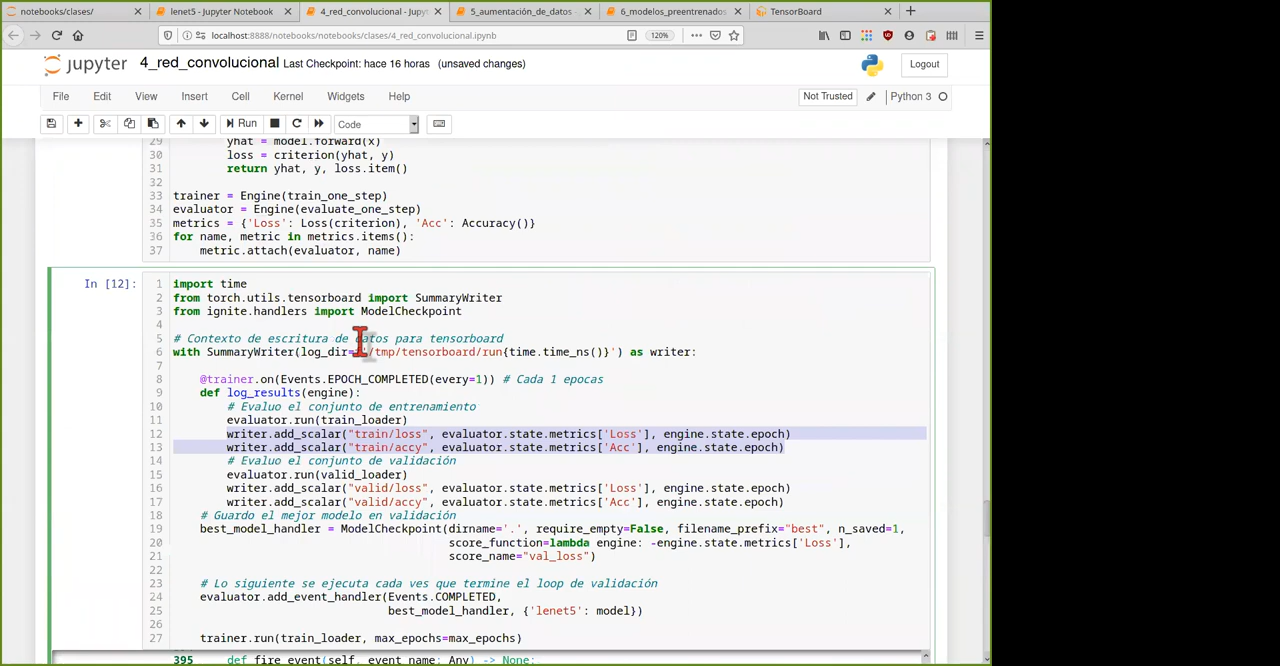 notebooks/clases/
lenet5 - Jupyter Notebook
4_red_convolucional - Jupyt
5_aumentación_de_datos -
6_modelos_preentrenados
TensorBoard
localhost:8888/notebooks/notebooks/clases/4_red_convolucional.ipynb
120%
jupyter 4_red_convolucional Last Checkpoint: hace 16 horas (unsaved changes)
Logout
File Edit View Insert Cell Kernel Widgets Help
Not Trusted
Python 3
Run
Code
29 yhat = model.forward(x)
30 loss = criterion(yhat, y)
31 return yhat, y, loss.item()
32
33 trainer = Engine(train_one_step)
34 evaluator = Engine(evaluate_one_step)
35 metrics = {'Loss': Loss(criterion), 'Acc': Accuracy()}
36 for name, metric in metrics.items():
37 metric.attach(evaluator, name)
In [12]:
1 import time
2 from torch.utils.tensorboard import SummaryWriter
3 from ignite.handlers import ModelCheckpoint
4
5 # Contexto de escritura de datos para tensorboard
6 with SummaryWriter(log_dir=f'/tmp/tensorboard/run{time.time_ns()}') as writer:
7
8 @trainer.on(Events.EPOCH_COMPLETED(every=1)) # Cada 1 epocas
9 def log_results(engine):
10 # Evaluo el conjunto de entrenamiento
11 evaluator.run(train_loader)
12 writer.add_scalar("train/loss", evaluator.state.metrics['Loss'], engine.state.epoch)
13 writer.add_scalar("train/accy", evaluator.state.metrics['Acc'], engine.state.epoch)
14 # Evaluo el conjunto de validación
15 evaluator.run(valid_loader)
16 writer.add_scalar("valid/loss", evaluator.state.metrics['Loss'], engine.state.epoch)
17 writer.add_scalar("valid/accy", evaluator.state.metrics['Acc'], engine.state.epoch)
18 # Guardo el mejor modelo en validación
19 best_model_handler = ModelCheckpoint(dirname='.', require_empty=False, filename_prefix="best", n_saved=1,
20 score_function=lambda engine: -engine.state.metrics['Loss'],
21 score_name="val_loss")
22
23 # Lo siguiente se ejecuta cada ves que termine el loop de validación
24 evaluator.add_event_handler(Events.COMPLETED,
25 best_model_handler, {'lenet5': model})
26
27 trainer.run(train_loader, max_epochs=max_epochs)
395 def fire_event(self, event_name: Any) -> None: